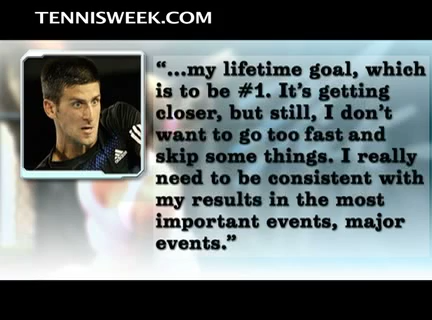 TENNISWEEK.COM
“...my lifetime goal, which
is to be #1. It’s getting
closer, but still, I don’t
want to go too fast and
skip some things. I really
need to be consistent with
my results in the most
important events, major
events.”
adidas